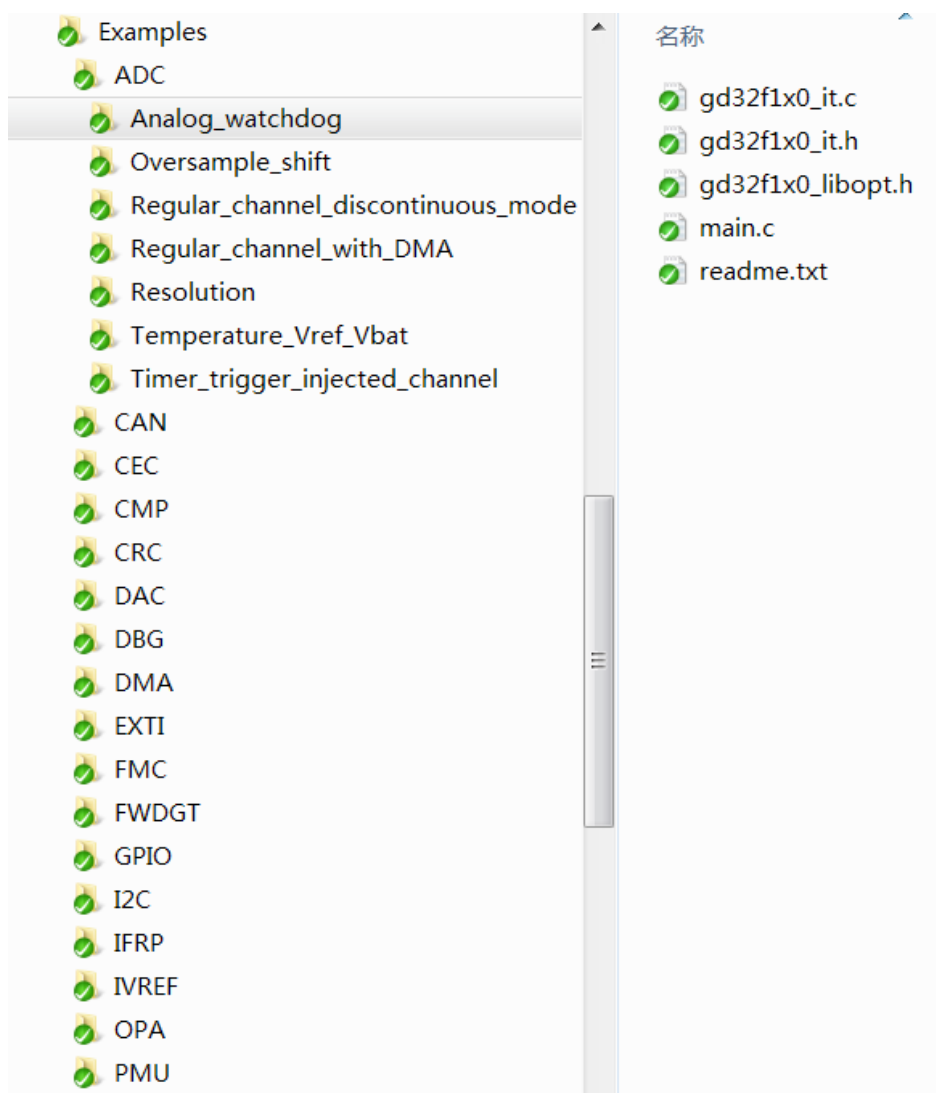 Examples
ADC
Analog_watchdog
Oversample_shift
Regular_channel_discontinuous_mode
Regular_channel_with_DMA
Resolution
Temperature_Vref_Vbat
Timer_trigger_injected_channel
CAN
CEC
CMP
CRC
DAC
DBG
DMA
EXTI
FMC
FWDGT
GPIO
I2C
IFRP
IVREF
OPA
PMU
名称
gd32f1x0_it.c
gd32f1x0_it.h
gd32f1x0_libopt.h
main.c
readme.txt